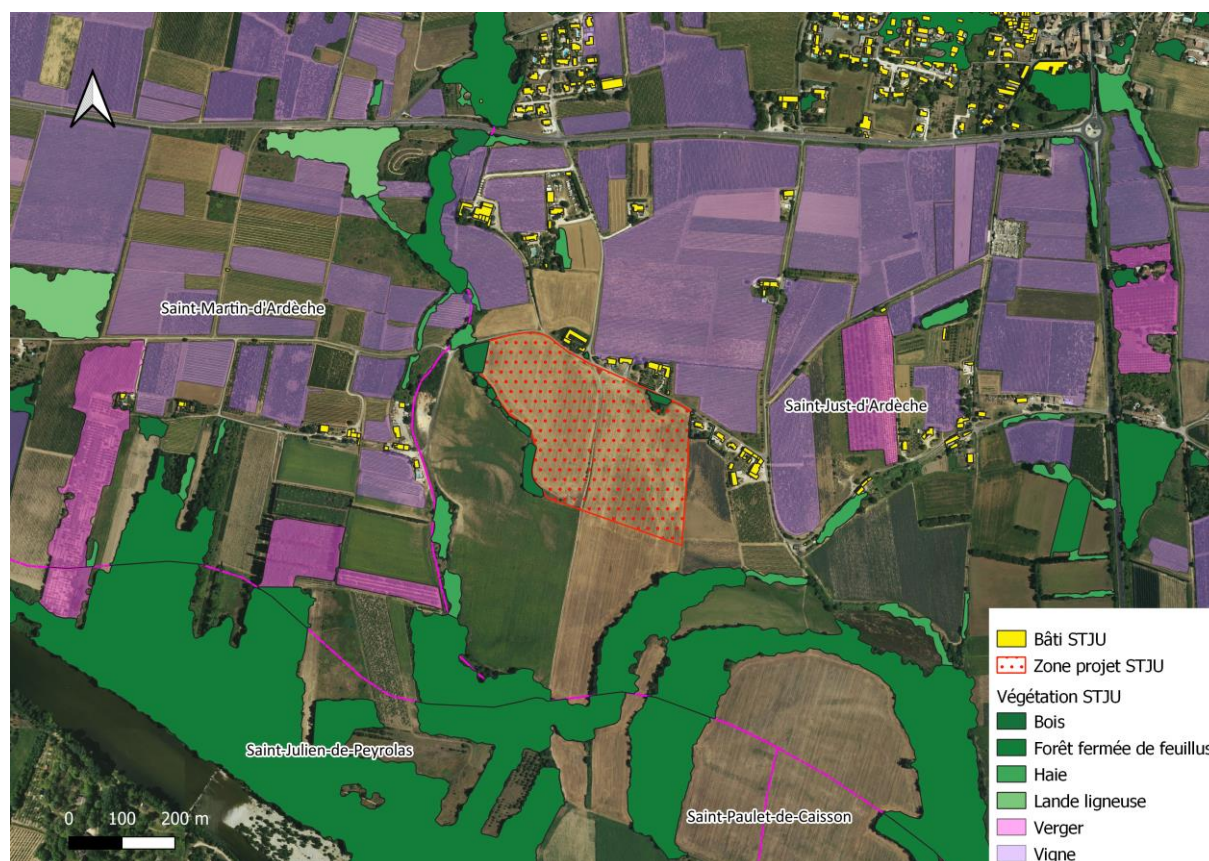 Saint-Martin-d'Ardèche
Saint-Just-d'Ardèche
Saint-Julien-de-Peyrolas
Saint-Paulet-de-Caisson
0 100 200 m
Bâti STJU
Zone projet STJU
Végétation STJU
Bois
Forêt fermée de feuillus
Haie
Lande ligneuse
Verger
Vigne